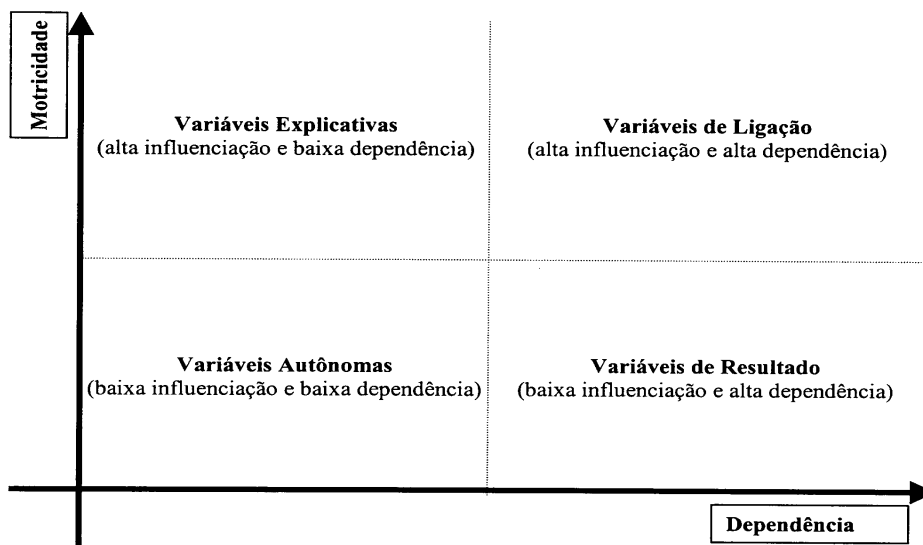 Motricidade
Variáveis Explicativas
(alta influenciação e baixa dependência)
Variáveis de Ligação
(alta influenciação e alta dependência)
Variáveis Autônomas
(baixa influenciação e baixa dependência)
Variáveis de Resultado
(baixa influenciação e alta dependência)
Dependência